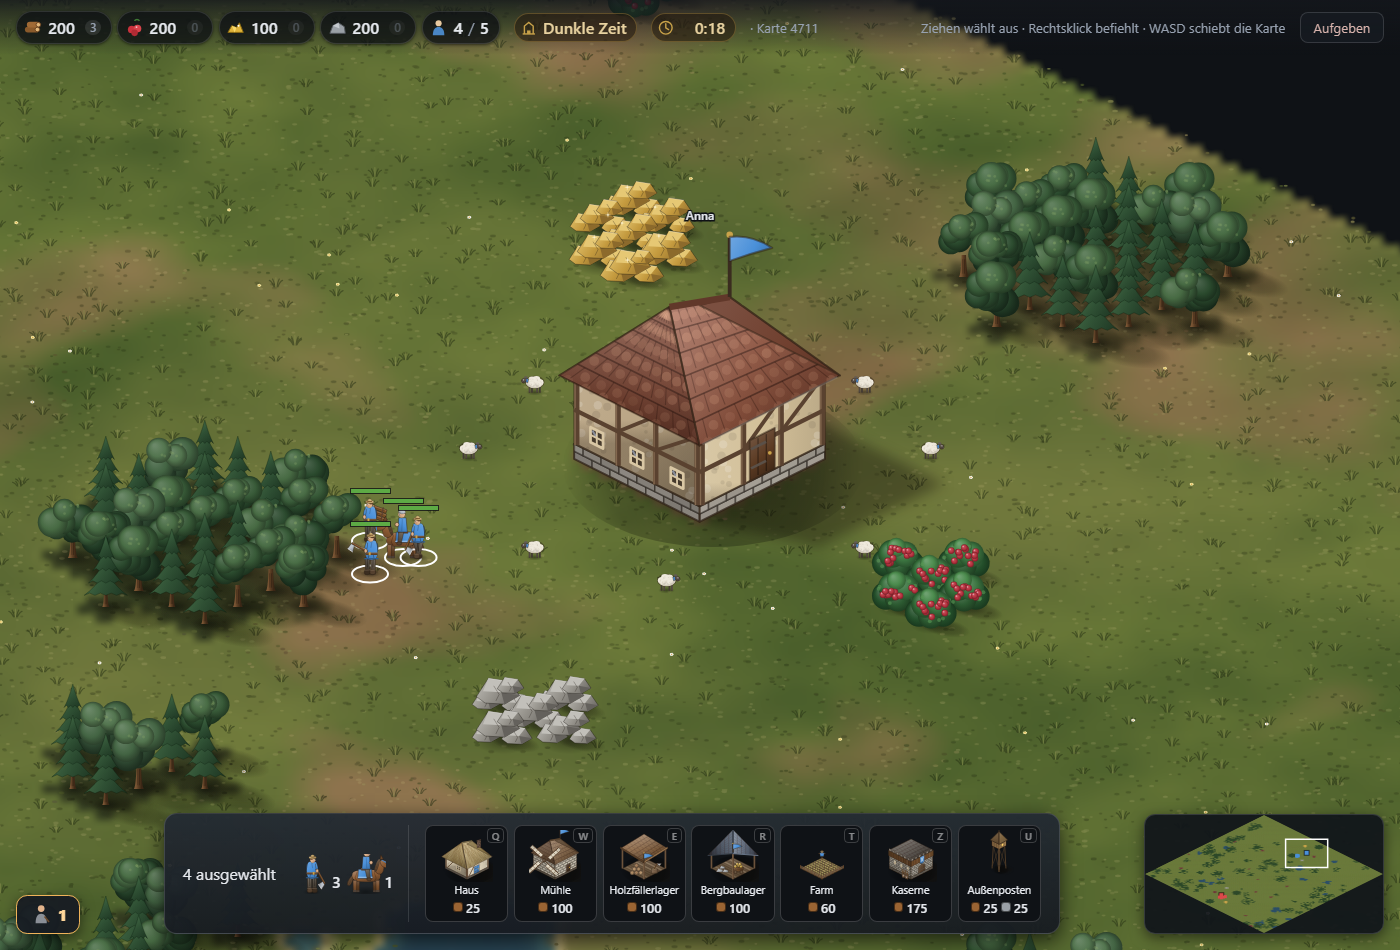 200 3
200 0
100 0
200 0
4 / 5
Dunkle Zeit
0:18
· Karte 4711
Ziehen wählt aus · Rechtsklick befiehlt · WASD schiebt die Karte
Aufgeben
Anna
4 ausgewählt
3
1
Q
Haus
25
W
Mühle
100
E
Holzfällerlager
100
R
Bergbaulager
100
T
Farm
60
Z
Kaserne
175
U
Außenposten
25 25
1